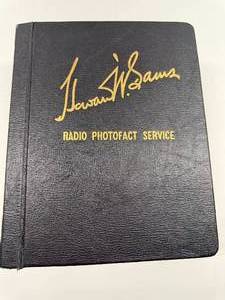 Howard W. Sams
RADIO PHOTOFACT SERVICE